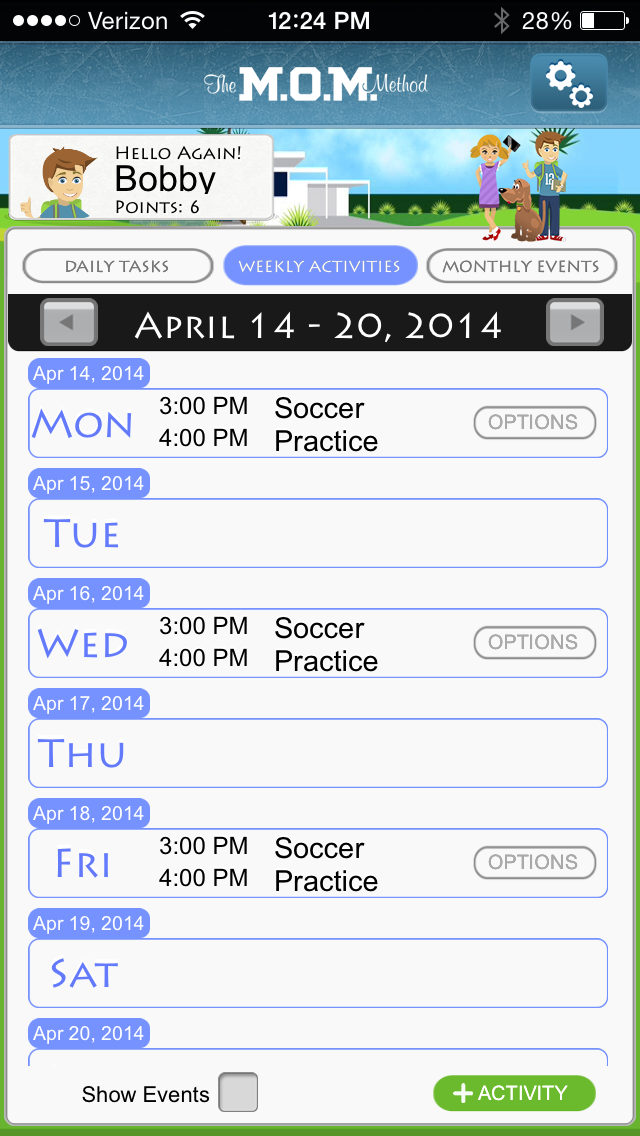 Verizon 12:24 PM 28%
The M.O.M. Method
Hello Again!
Bobby
Points: 6
12
Daily Tasks Weekly Activities Monthly Events
April 14 - 20, 2014
Apr 14, 2014
Mon 3:00 PM Soccer OPTIONS
4:00 PM Practice
Apr 15, 2014
Tue
Apr 16, 2014
Wed 3:00 PM Soccer OPTIONS
4:00 PM Practice
Apr 17, 2014
Thu
Apr 18, 2014
Fri 3:00 PM Soccer OPTIONS
4:00 PM Practice
Apr 19, 2014
Sat
Apr 20, 2014
Show Events + ACTIVITY